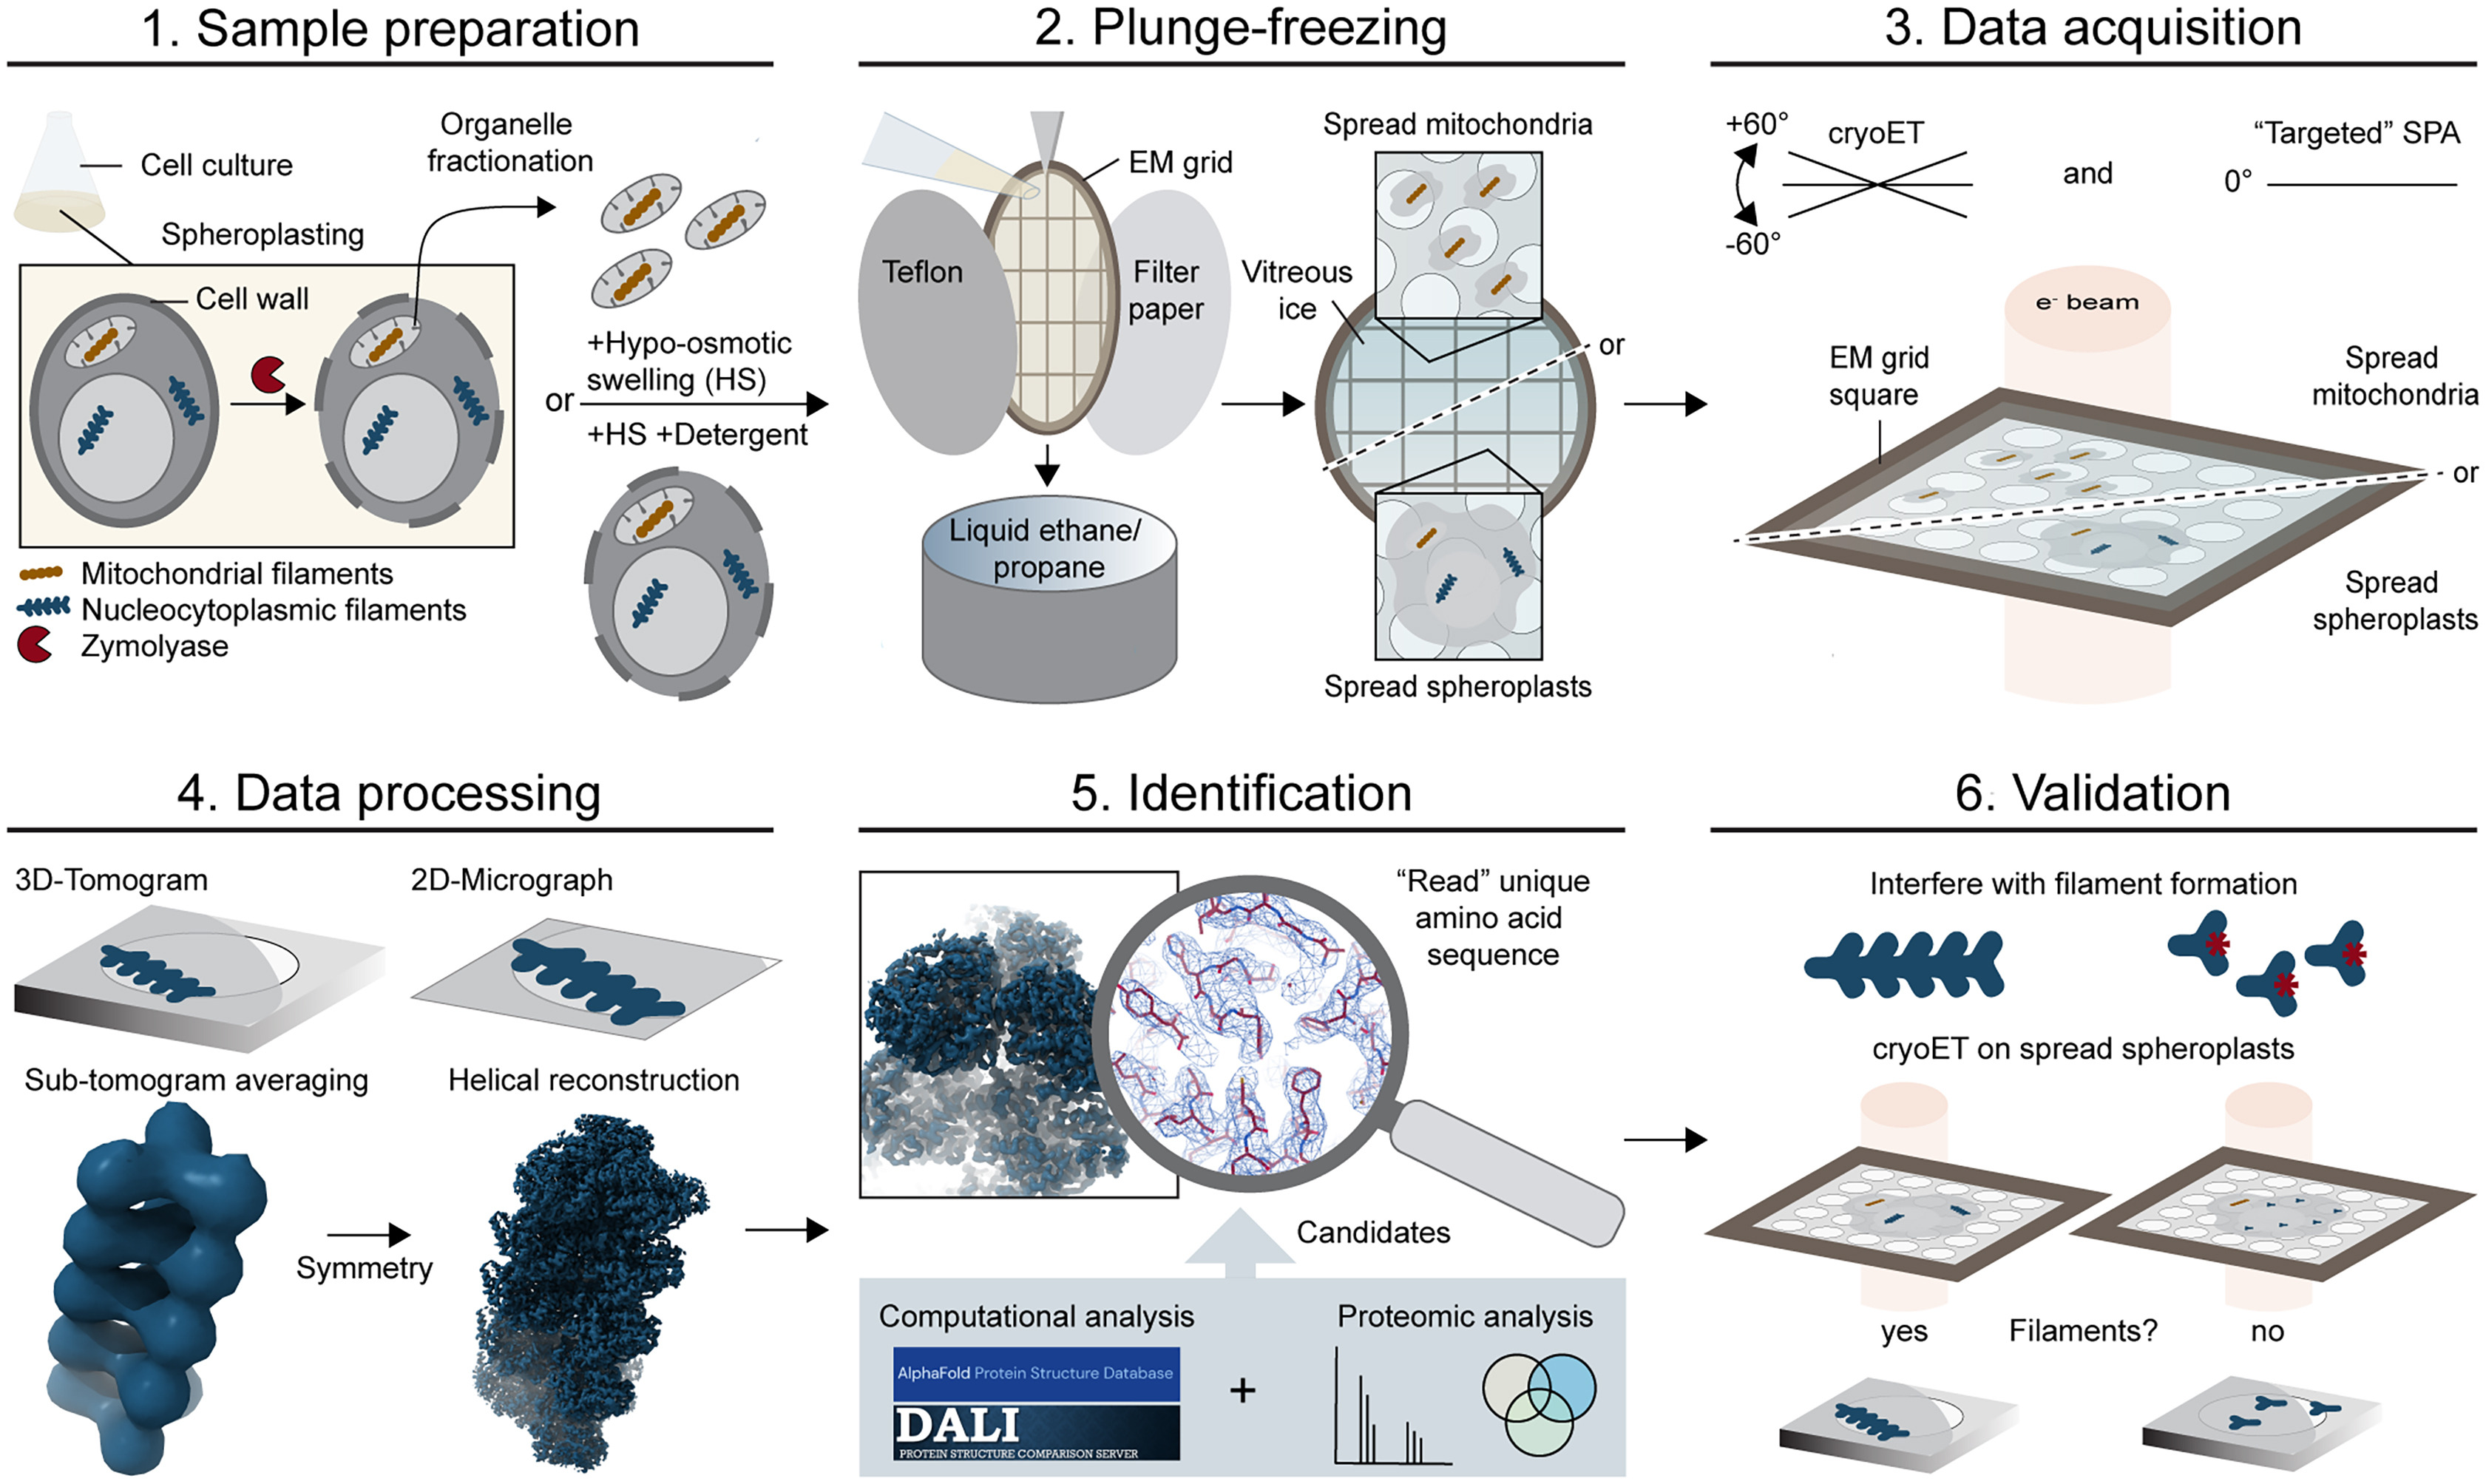 1. Sample preparation
Cell culture
Organelle
fractionation
Spheroplasting
Cell wall
+Hypo-osmotic
swelling (HS)
or
+HS +Detergent
Mitochondrial filaments
Nucleocytoplasmic filaments
Zymolyase
2. Plunge-freezing
EM grid
Teflon
Filter
paper
Liquid ethane/
propane
Spread mitochondria
Vitreous
ice
or
Spread spheroplasts
3. Data acquisition
+60°
-60°
cryoET
and
“Targeted” SPA
0°
e- beam
EM grid
square
Spread
mitochondria
or
Spread
spheroplasts
4. Data processing
3D-Tomogram
2D-Micrograph
Sub-tomogram averaging
Helical reconstruction
Symmetry
5. Identification
“Read” unique
amino acid
sequence
Candidates
Computational analysis
AlphaFold Protein Structure Database
DALI
PROTEIN STRUCTURE COMPARISON SERVER
+
Proteomic analysis
6. Validation
Interfere with filament formation
cryoET on spread spheroplasts
yes
Filaments?
no